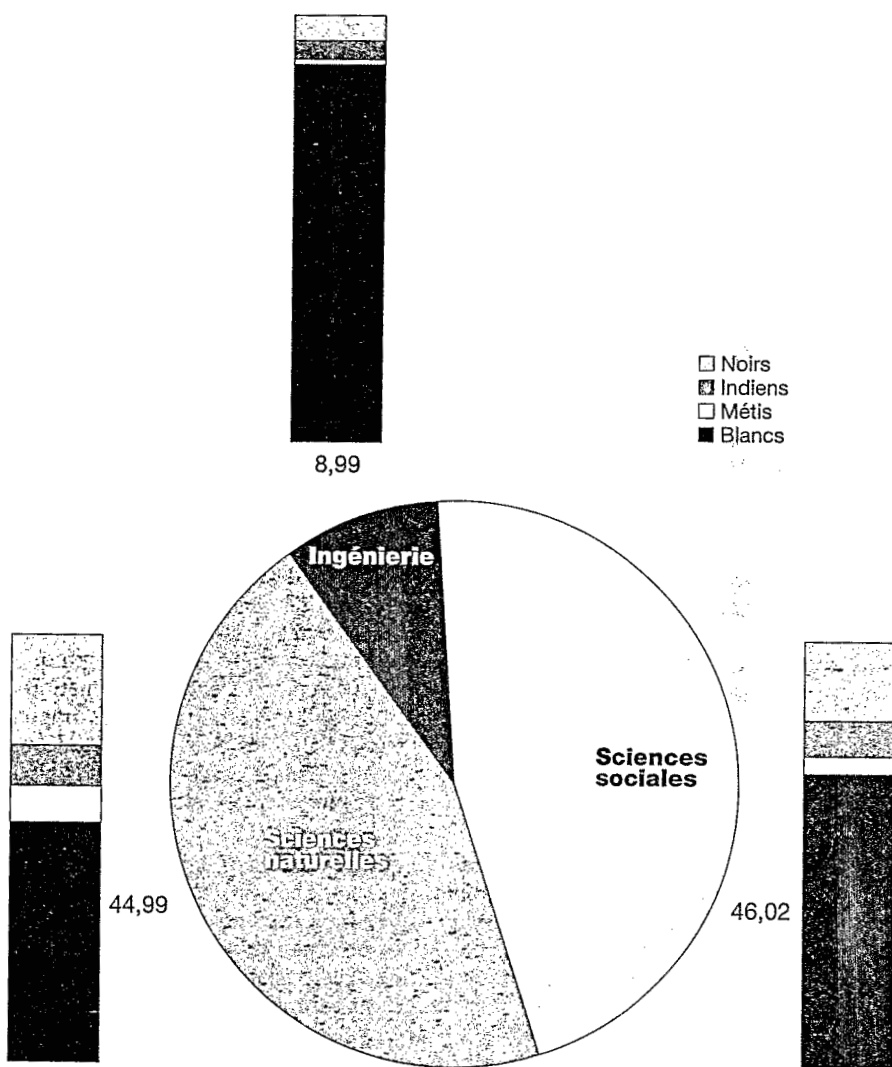 Noirs
Indiens
Métis
Blancs
8,99
Ingénierie
Sciences
sociales
Sciences
naturelles
44,99
46,02